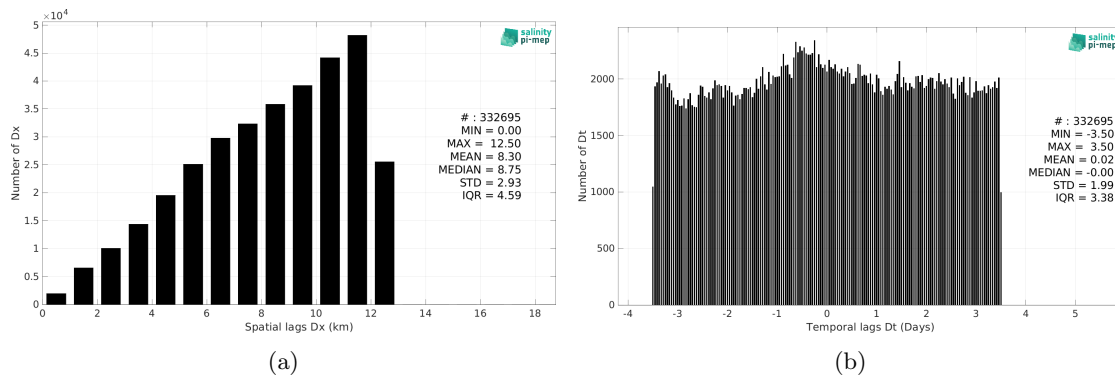 ×10⁴
5
4.5
4
3.5
3
2.5
2
1.5
1
0.5
0
Number of Dx
0 2 4 6 8 10 12 14 16 18
Spatial lags Dx (km)
salinity
pi-mep
# : 332695
MIN = 0.00
MAX = 12.50
MEAN = 8.30
MEDIAN = 8.75
STD = 2.93
IQR = 4.59
(a)
2000
1500
1000
500
0
Number of Dt
-4 -3 -2 -1 0 1 2 3 4 5
Temporal lags Dt (Days)
salinity
pi-mep
# : 332695
MIN = -3.50
MAX = 3.50
MEAN = 0.02
MEDIAN = -0.00
STD = 1.99
IQR = 3.38
(b)